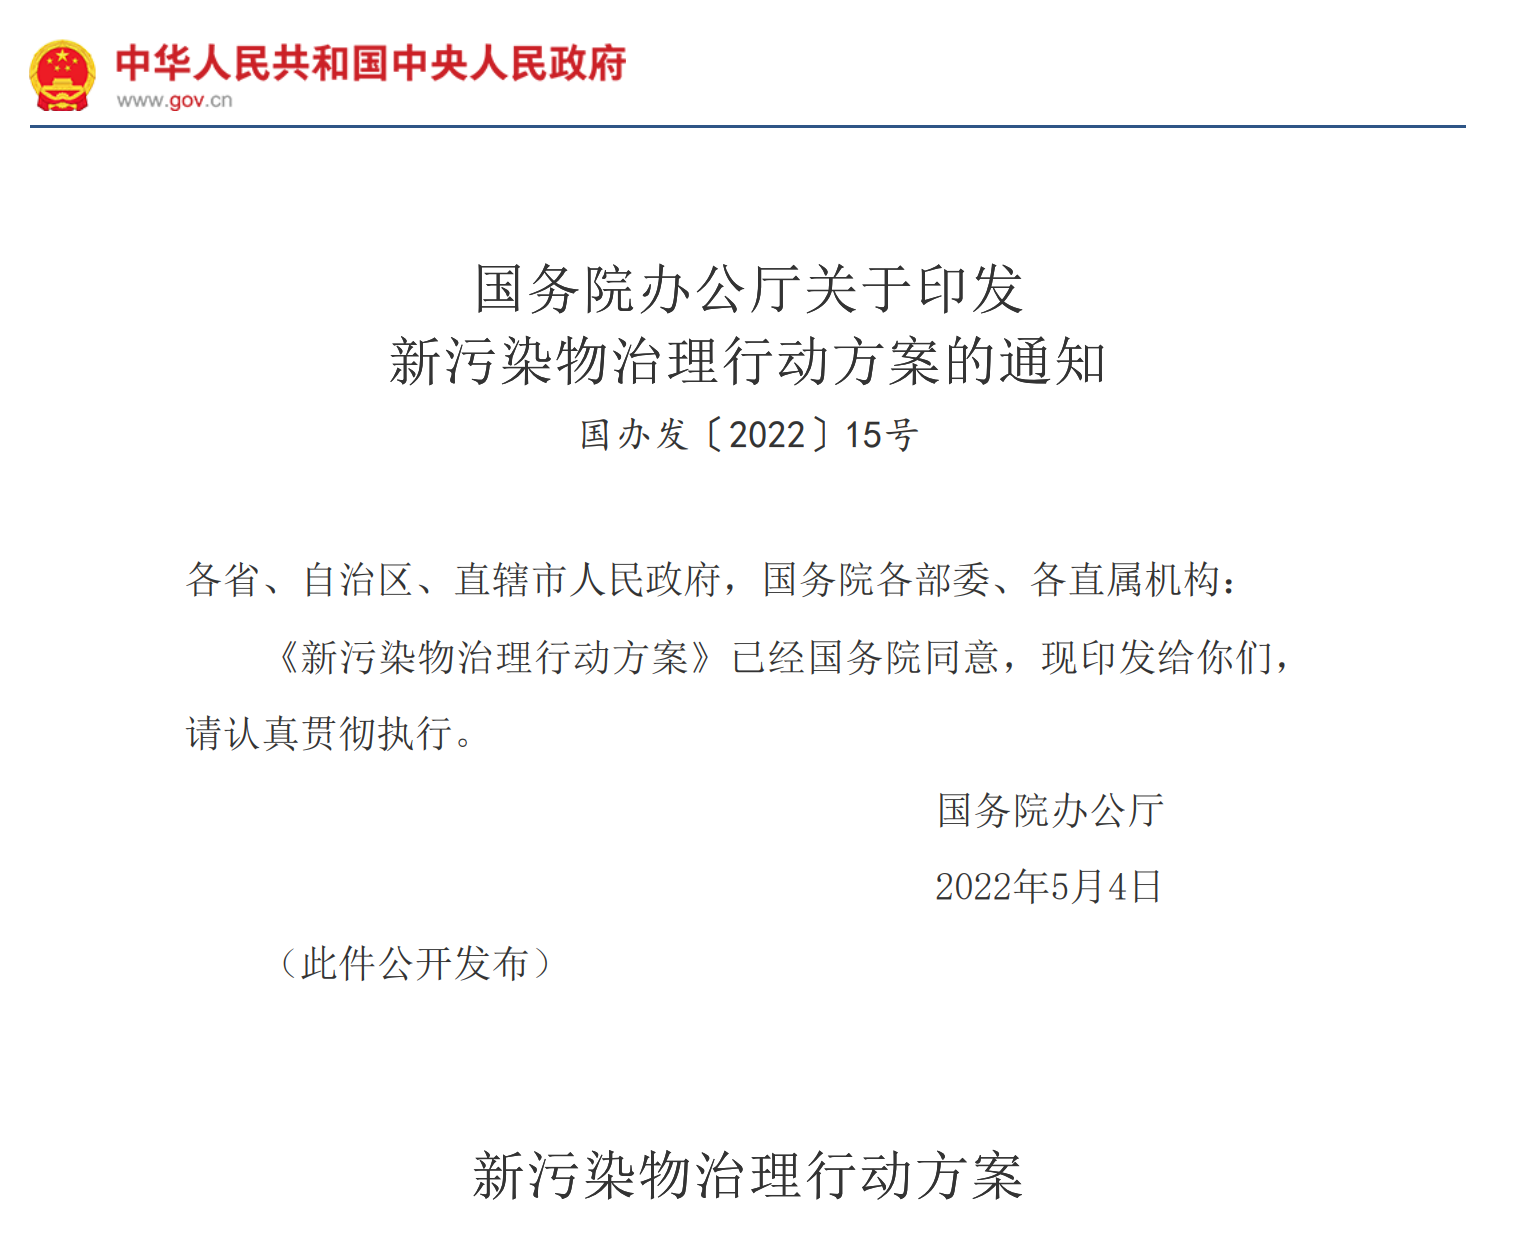 中华人民共和国中央人民政府
www.gov.cn
国务院办公厅关于印发
新污染物治理行动方案的通知
国办发〔2022〕15号
各省、自治区、直辖市人民政府，国务院各部委、各直属机构：
《新污染物治理行动方案》已经国务院同意，现印发给你们，
请认真贯彻执行。
国务院办公厅
2022年5月4日
（此件公开发布）
新污染物治理行动方案